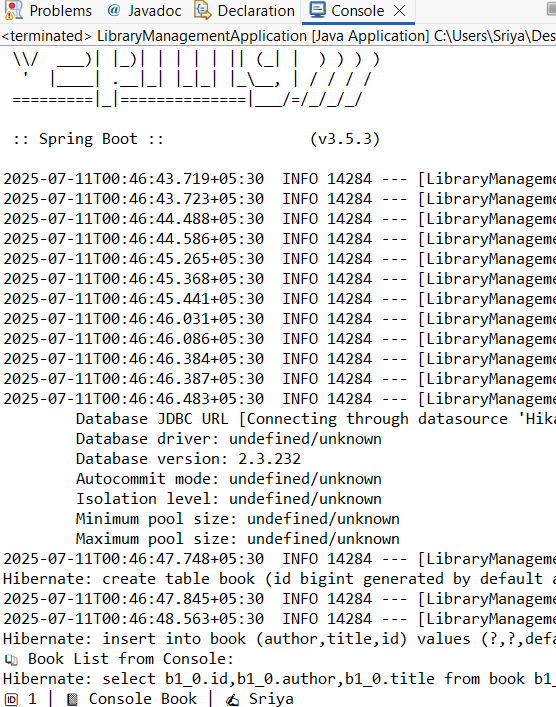 Problems @ Javadoc Declaration Console
<terminated> LibraryManagementApplication [Java Application] C:\Users\Sriya\Des
 \\/  ___)| |_)| | | | | || (_| |  ) ) ) )
  '  |____| .__|_| |_|_| |_\__, | / / / /
 =========|_|==============|___/=/_/_/_/
:: Spring Boot ::                (v3.5.3)
2025-07-11T00:46:43.719+05:30  INFO 14284 --- [LibraryManageme
2025-07-11T00:46:43.723+05:30  INFO 14284 --- [LibraryManageme
2025-07-11T00:46:44.488+05:30  INFO 14284 --- [LibraryManageme
2025-07-11T00:46:44.586+05:30  INFO 14284 --- [LibraryManageme
2025-07-11T00:46:45.265+05:30  INFO 14284 --- [LibraryManageme
2025-07-11T00:46:45.368+05:30  INFO 14284 --- [LibraryManageme
2025-07-11T00:46:45.441+05:30  INFO 14284 --- [LibraryManageme
2025-07-11T00:46:46.031+05:30  INFO 14284 --- [LibraryManageme
2025-07-11T00:46:46.086+05:30  INFO 14284 --- [LibraryManageme
2025-07-11T00:46:46.384+05:30  INFO 14284 --- [LibraryManageme
2025-07-11T00:46:46.387+05:30  INFO 14284 --- [LibraryManageme
2025-07-11T00:46:46.483+05:30  INFO 14284 --- [LibraryManageme
Database JDBC URL [Connecting through datasource 'Hika
Database driver: undefined/unknown
Database version: 2.3.232
Autocommit mode: undefined/unknown
Isolation level: undefined/unknown
Minimum pool size: undefined/unknown
Maximum pool size: undefined/unknown
2025-07-11T00:46:47.748+05:30  INFO 14284 --- [LibraryManageme
Hibernate: create table book (id bigint generated by default a
2025-07-11T00:46:47.845+05:30  INFO 14284 --- [LibraryManageme
2025-07-11T00:46:48.563+05:30  INFO 14284 --- [LibraryManageme
Hibernate: insert into book (author,title,id) values (?,?,defa
📚 Book List from Console:
Hibernate: select b1_0.id,b1_0.author,b1_0.title from book b1_
🆔 1 | 📗 Console Book | ✍ Sriya